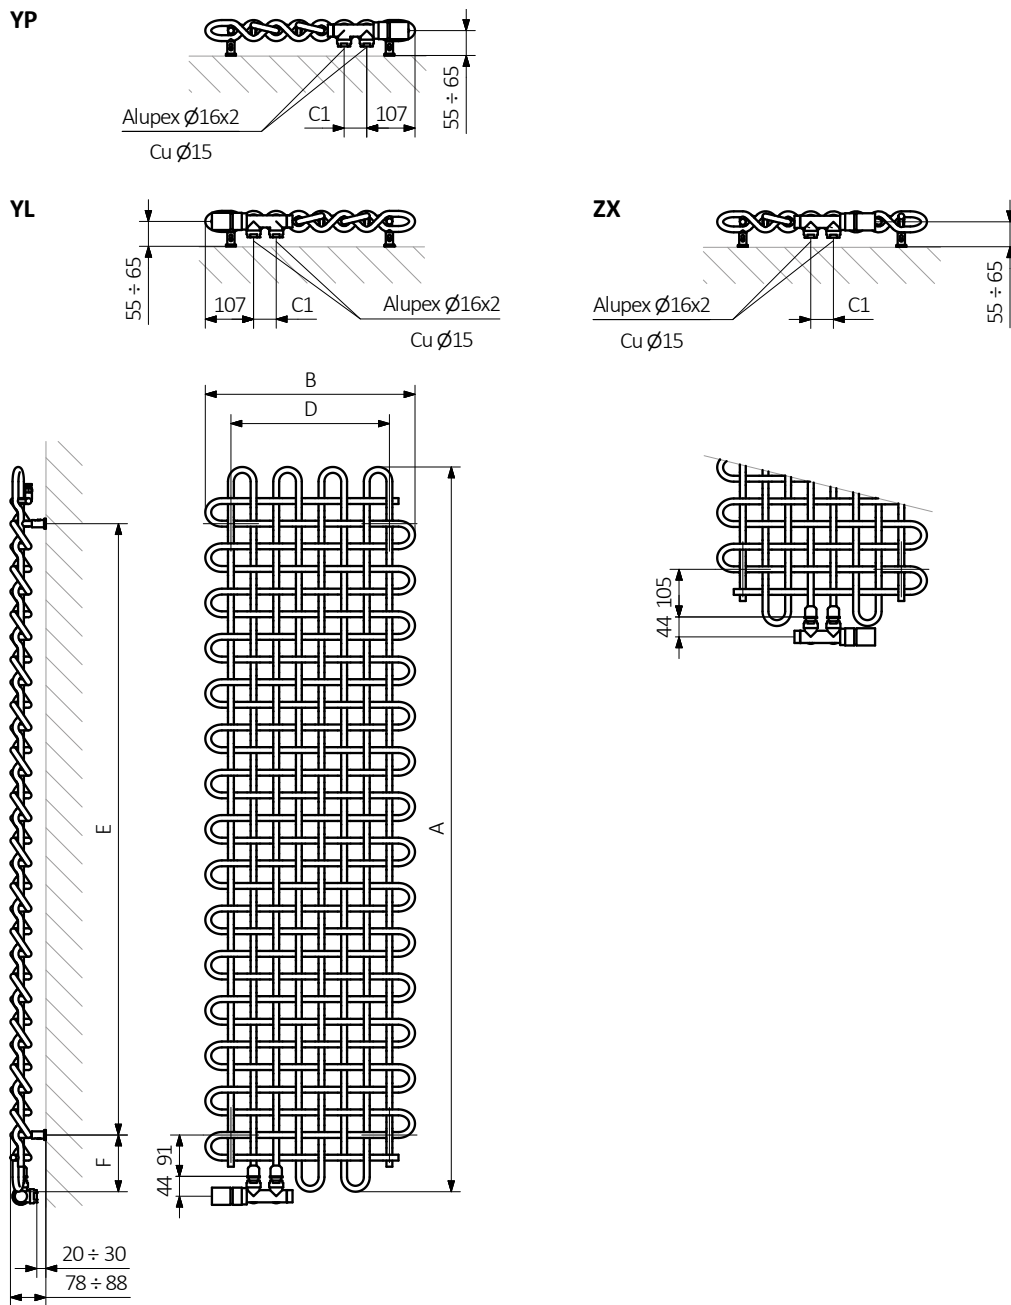 YP
55 ÷ 65
Alupex Ø16x2
C1
107
Cu Ø15
YL
ZX
55 ÷ 65
107
C1
Alupex Ø16x2
Cu Ø15
Alupex Ø16x2
C1
55 ÷ 65
Cu Ø15
B
D
E
A
44 105
F
44 91
20 ÷ 30
78 ÷ 88